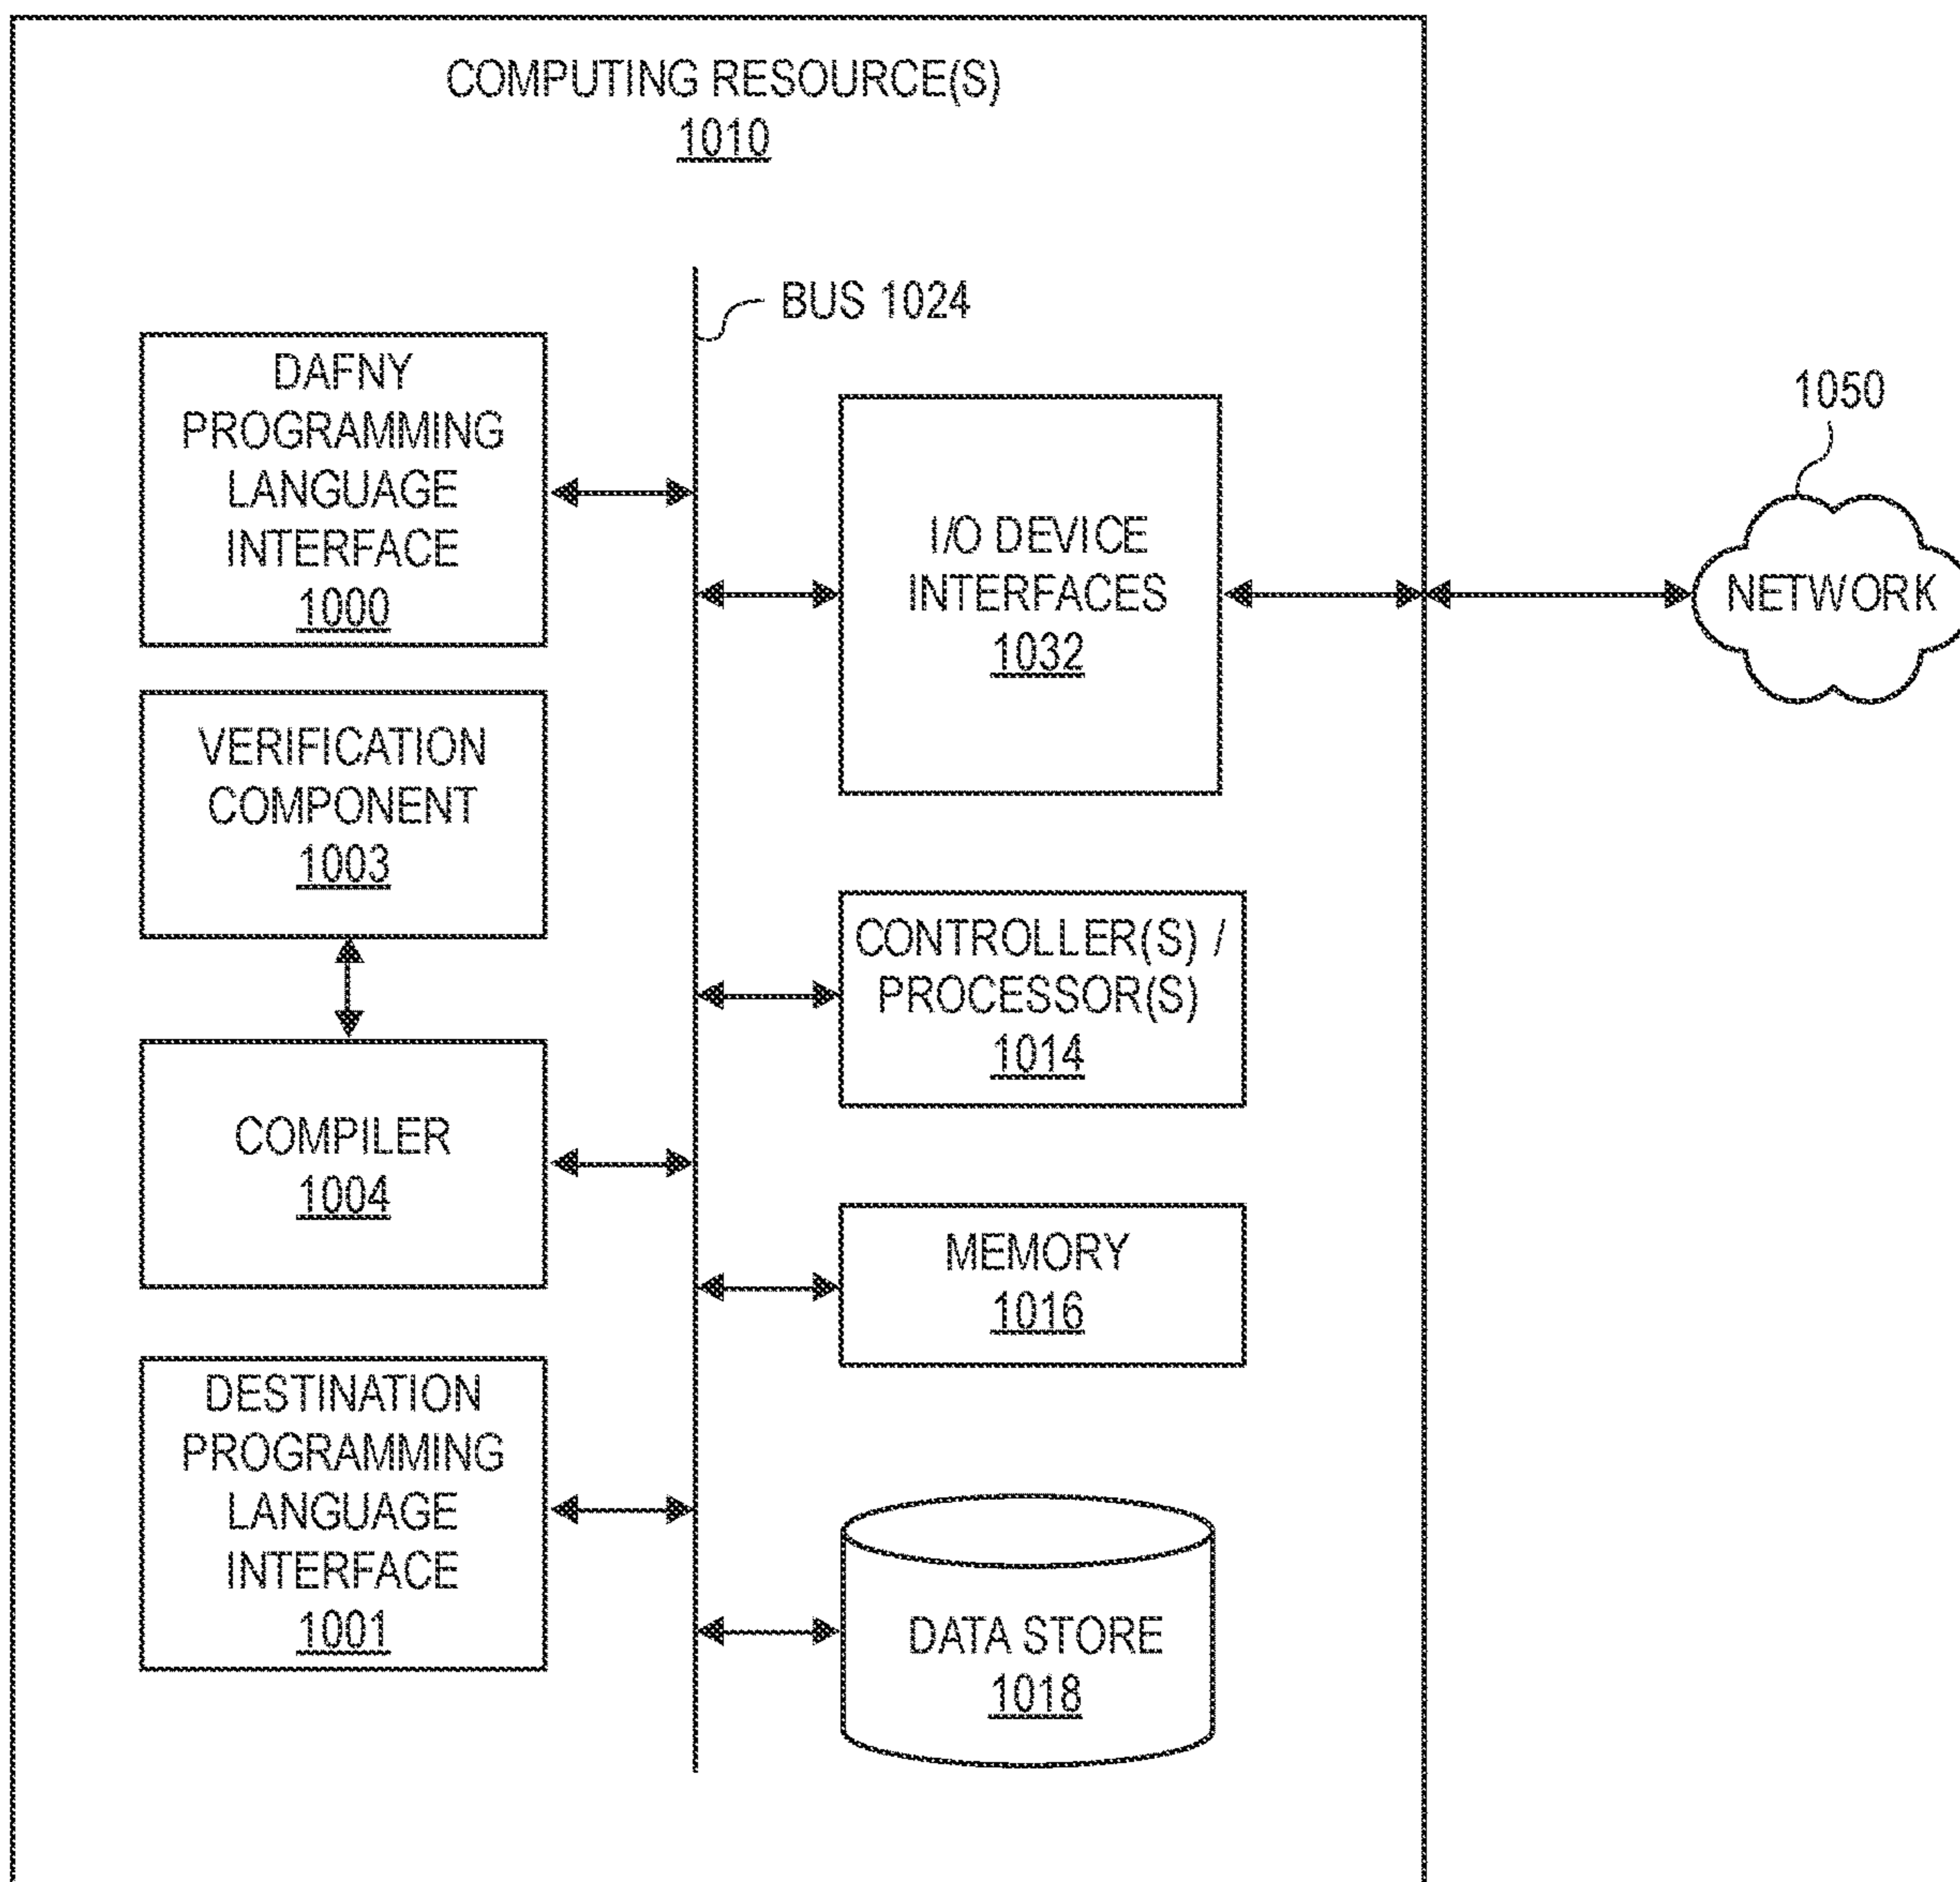 COMPUTING RESOURCE(S)
1010
BUS 1024
DAFNY
PROGRAMMING
LANGUAGE
INTERFACE
1000
I/O DEVICE
INTERFACES
1032
1050
NETWORK
VERIFICATION
COMPONENT
1003
CONTROLLER(S) /
PROCESSOR(S)
1014
COMPILER
1004
MEMORY
1016
DESTINATION
PROGRAMMING
LANGUAGE
INTERFACE
1001
DATA STORE
1018